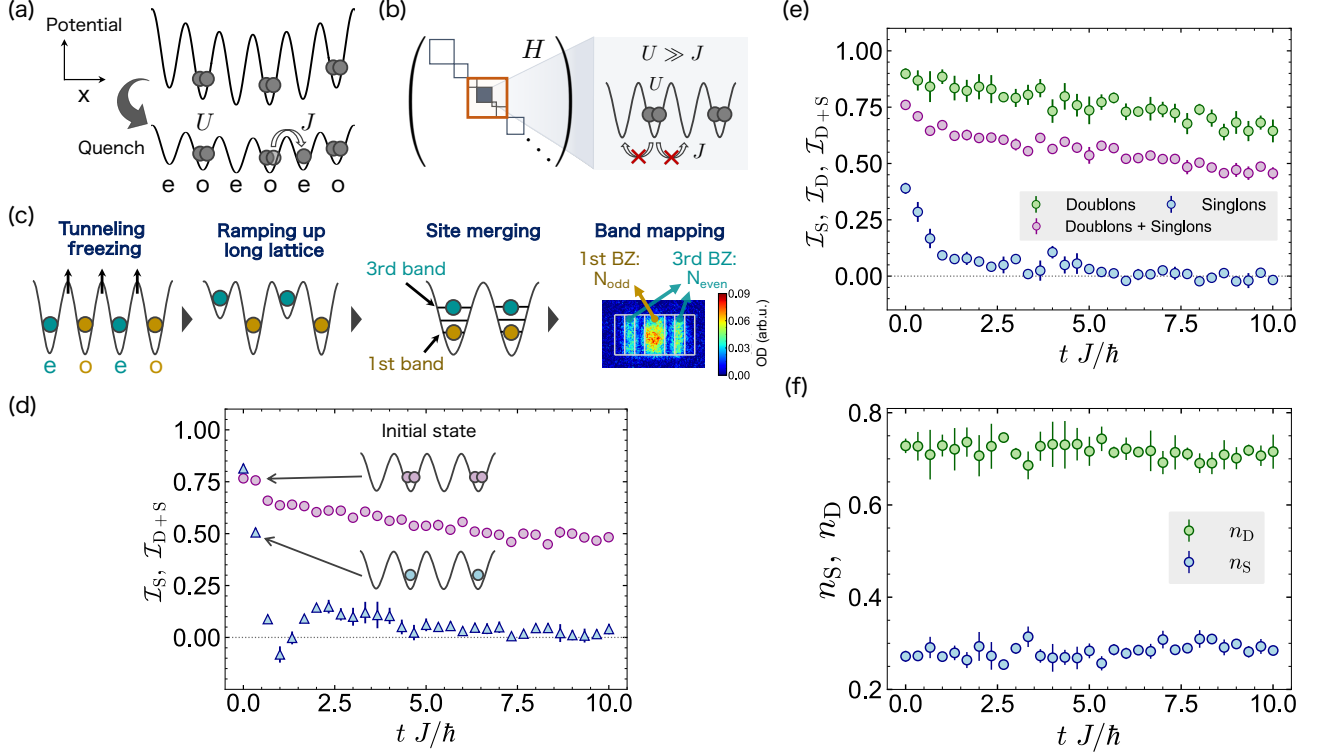 (a)
Potential
x
Quench
U
J
e o e o e o
(b)
H
U ≫ J
U
J
(c)
Tunneling
freezing
e o e o
Ramping up
long lattice
Site merging
3rd band
1st band
Band mapping
1st BZ:
N_odd
3rd BZ:
N_even
0.09
0.06
0.03
0.00
OD (arb.u.)
(d)
1.00
0.75
0.50
0.25
0.00
𝓘_S, 𝓘_{D+S}
Initial state
0.0 2.5 5.0 7.5 10.0
t J/ħ
(e)
1.00
0.75
0.50
0.25
0.00
𝓘_S, 𝓘_D, 𝓘_{D+S}
Doublons Singlons
Doublons + Singlons
0.0 2.5 5.0 7.5 10.0
t J/ħ
(f)
0.8
0.6
0.4
0.2
n_S, n_D
n_D
n_S
0.0 2.5 5.0 7.5 10.0
t J/ħ